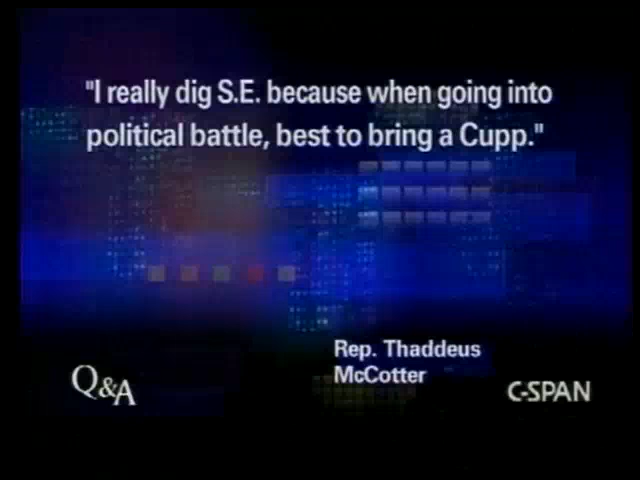 "I really dig S.E. because when going into
political battle, best to bring a Cupp."
Rep. Thaddeus
McCotter
Q&A
C-SPAN